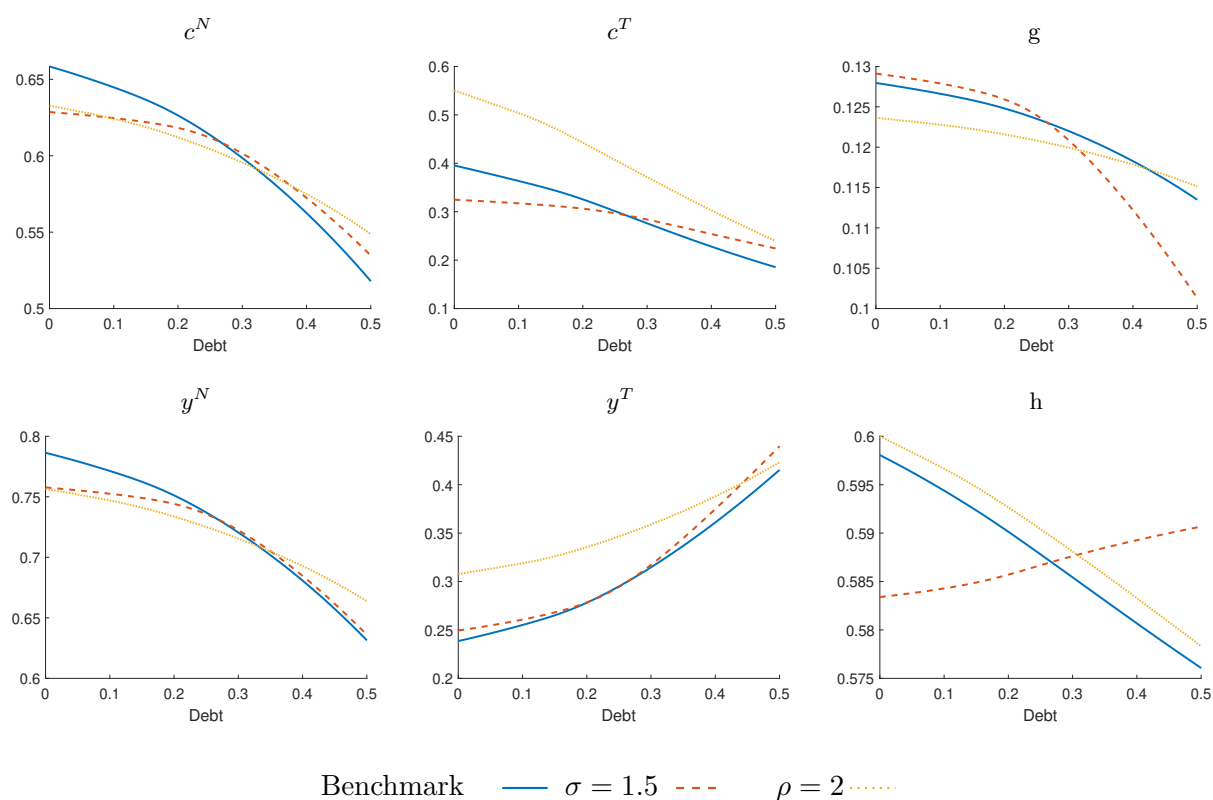 c^N
c^T
g
0.65
0.6
0.55
0.5
0 0.1 0.2 0.3 0.4 0.5
Debt
0.6
0.5
0.4
0.3
0.2
0.1
0 0.1 0.2 0.3 0.4 0.5
Debt
0.13
0.125
0.12
0.115
0.11
0.105
0.1
0 0.1 0.2 0.3 0.4 0.5
Debt
y^N
y^T
h
0.8
0.75
0.7
0.65
0.6
0 0.1 0.2 0.3 0.4 0.5
Debt
0.45
0.4
0.35
0.3
0.25
0.2
0 0.1 0.2 0.3 0.4 0.5
Debt
0.6
0.595
0.59
0.585
0.58
0.575
0 0.1 0.2 0.3 0.4 0.5
Debt
Benchmark σ = 1.5 ρ = 2